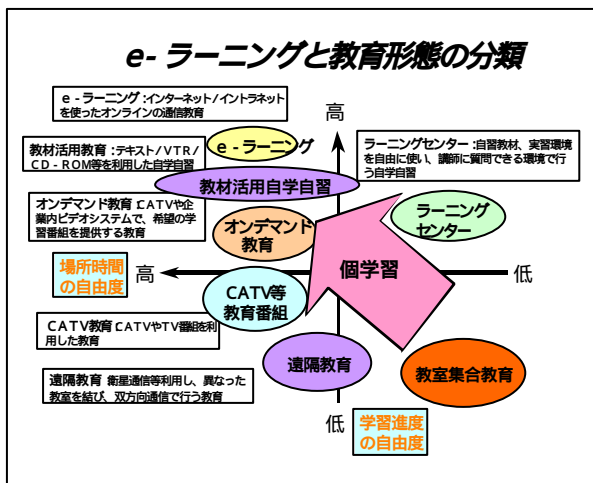 e-ラーニングと教育形態の分類
e-ラーニング:インターネット/イントラネット
を使ったオンラインの通信教育
高
教材活用教育:テキスト/VTR/
CD-ROM等を利用した自学自習
e-ラーニング
ラーニングセンター:自習教材、実習環境
を自由に使い、講師に質問できる環境で行
う自学自習
教材活用自学自習
オンデマンド教育:CATVや企
業内ビデオシステムで、希望の学
習番組を提供する教育
オンデマンド
教育
ラーニング
センター
場所時間
の自由度
高
個学習
低
CATV等
教育番組
CATV教育:CATVやTV番組を利
用した教育
遠隔教育
教室集合教育
遠隔教育:衛星通信等利用し、異なった
教室を結び、双方向通信で行う教育
低
学習進度
の自由度